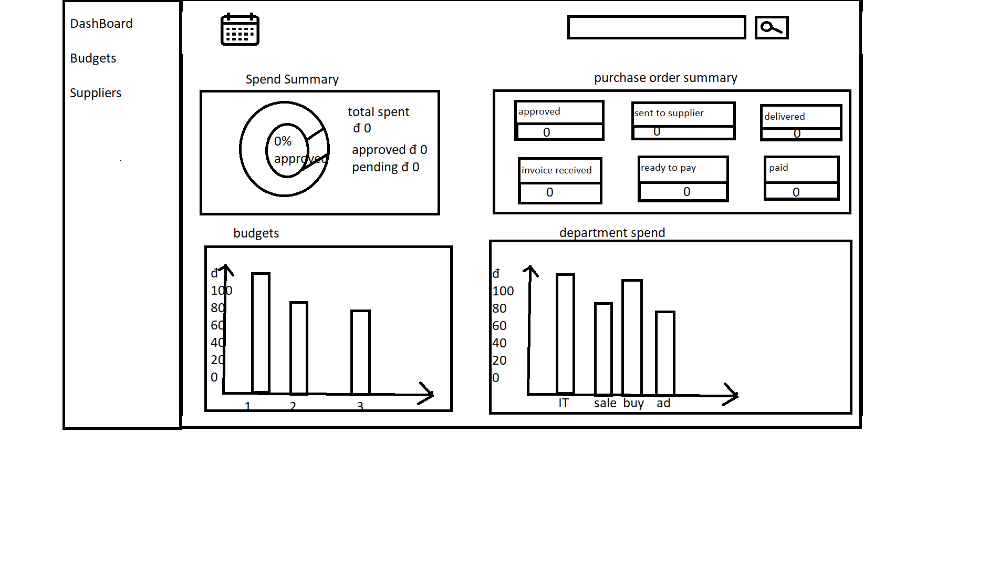 DashBoard
Budgets
Suppliers
Spend Summary
0%
approved
total spent
đ 0
approved đ 0
pending đ 0
purchase order summary
approved
0
sent to supplier
0
delivered
0
invoice received
0
ready to pay
0
paid
0
budgets
đ
100
80
60
40
20
0
1 2 3
department spend
đ
100
80
60
40
20
0
IT sale buy ad